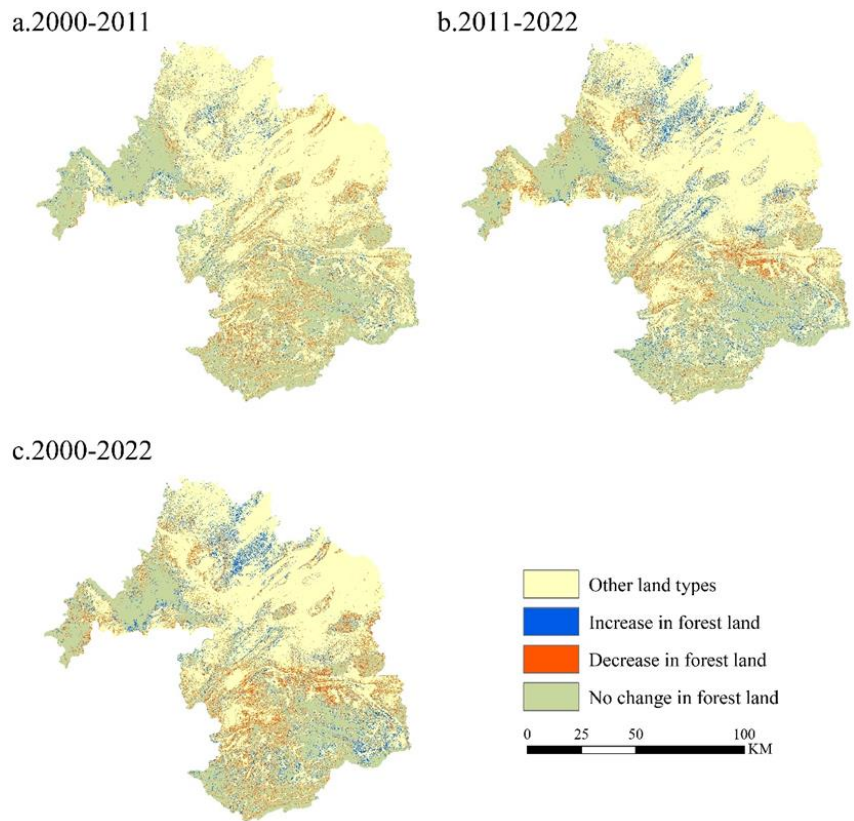 a.2000-2011
b.2011-2022
c.2000-2022
Other land types
Increase in forest land
Decrease in forest land
No change in forest land
0 25 50 100
KM